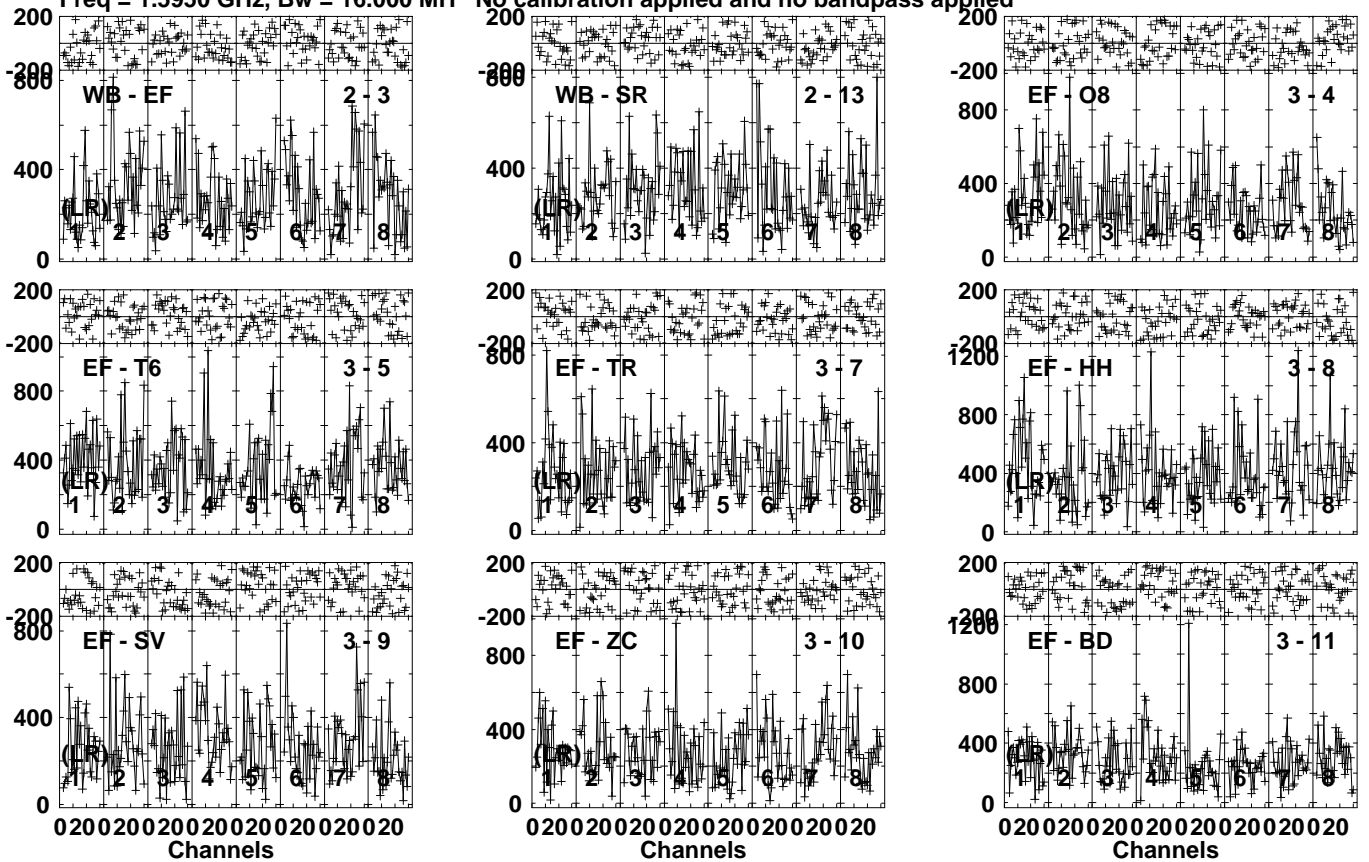 Freq = 1.5950 GHz, Bw = 16.000 MH No calibration applied and no bandpass applied
200
-200
800
400
0
WB - EF 2 - 3
(LR)
1 2 3 4 5 6 7 8
200
-200
800
400
0
WB - SR 2 - 13
(LR)
1 2 3 4 5 6 7 8
200
-200
800
400
0
EF - O8 3 - 4
(LR)
1 2 3 4 5 6 7 8
200
-200
800
400
0
EF - T6 3 - 5
(LR)
1 2 3 4 5 6 7 8
200
-200
800
400
0
EF - TR 3 - 7
(LR)
1 2 3 4 5 6 7 8
200
-200
1200
800
400
0
EF - HH 3 - 8
(LR)
1 2 3 4 5 6 7 8
200
-200
800
400
0
EF - SV 3 - 9
(LR)
1 2 3 4 5 6 7 8
200
-200
800
400
0
EF - ZC 3 - 10
(LR)
1 2 3 4 5 6 7 8
200
-200
1200
800
400
0
EF - BD 3 - 11
(LR)
1 2 3 4 5 6 7 8
0 20 0 20 0 20 0 20 0 20 0 20 0 20 0 20
Channels
0 20 0 20 0 20 0 20 0 20 0 20 0 20 0 20
Channels
0 20 0 20 0 20 0 20 0 20 0 20 0 20 0 20
Channels